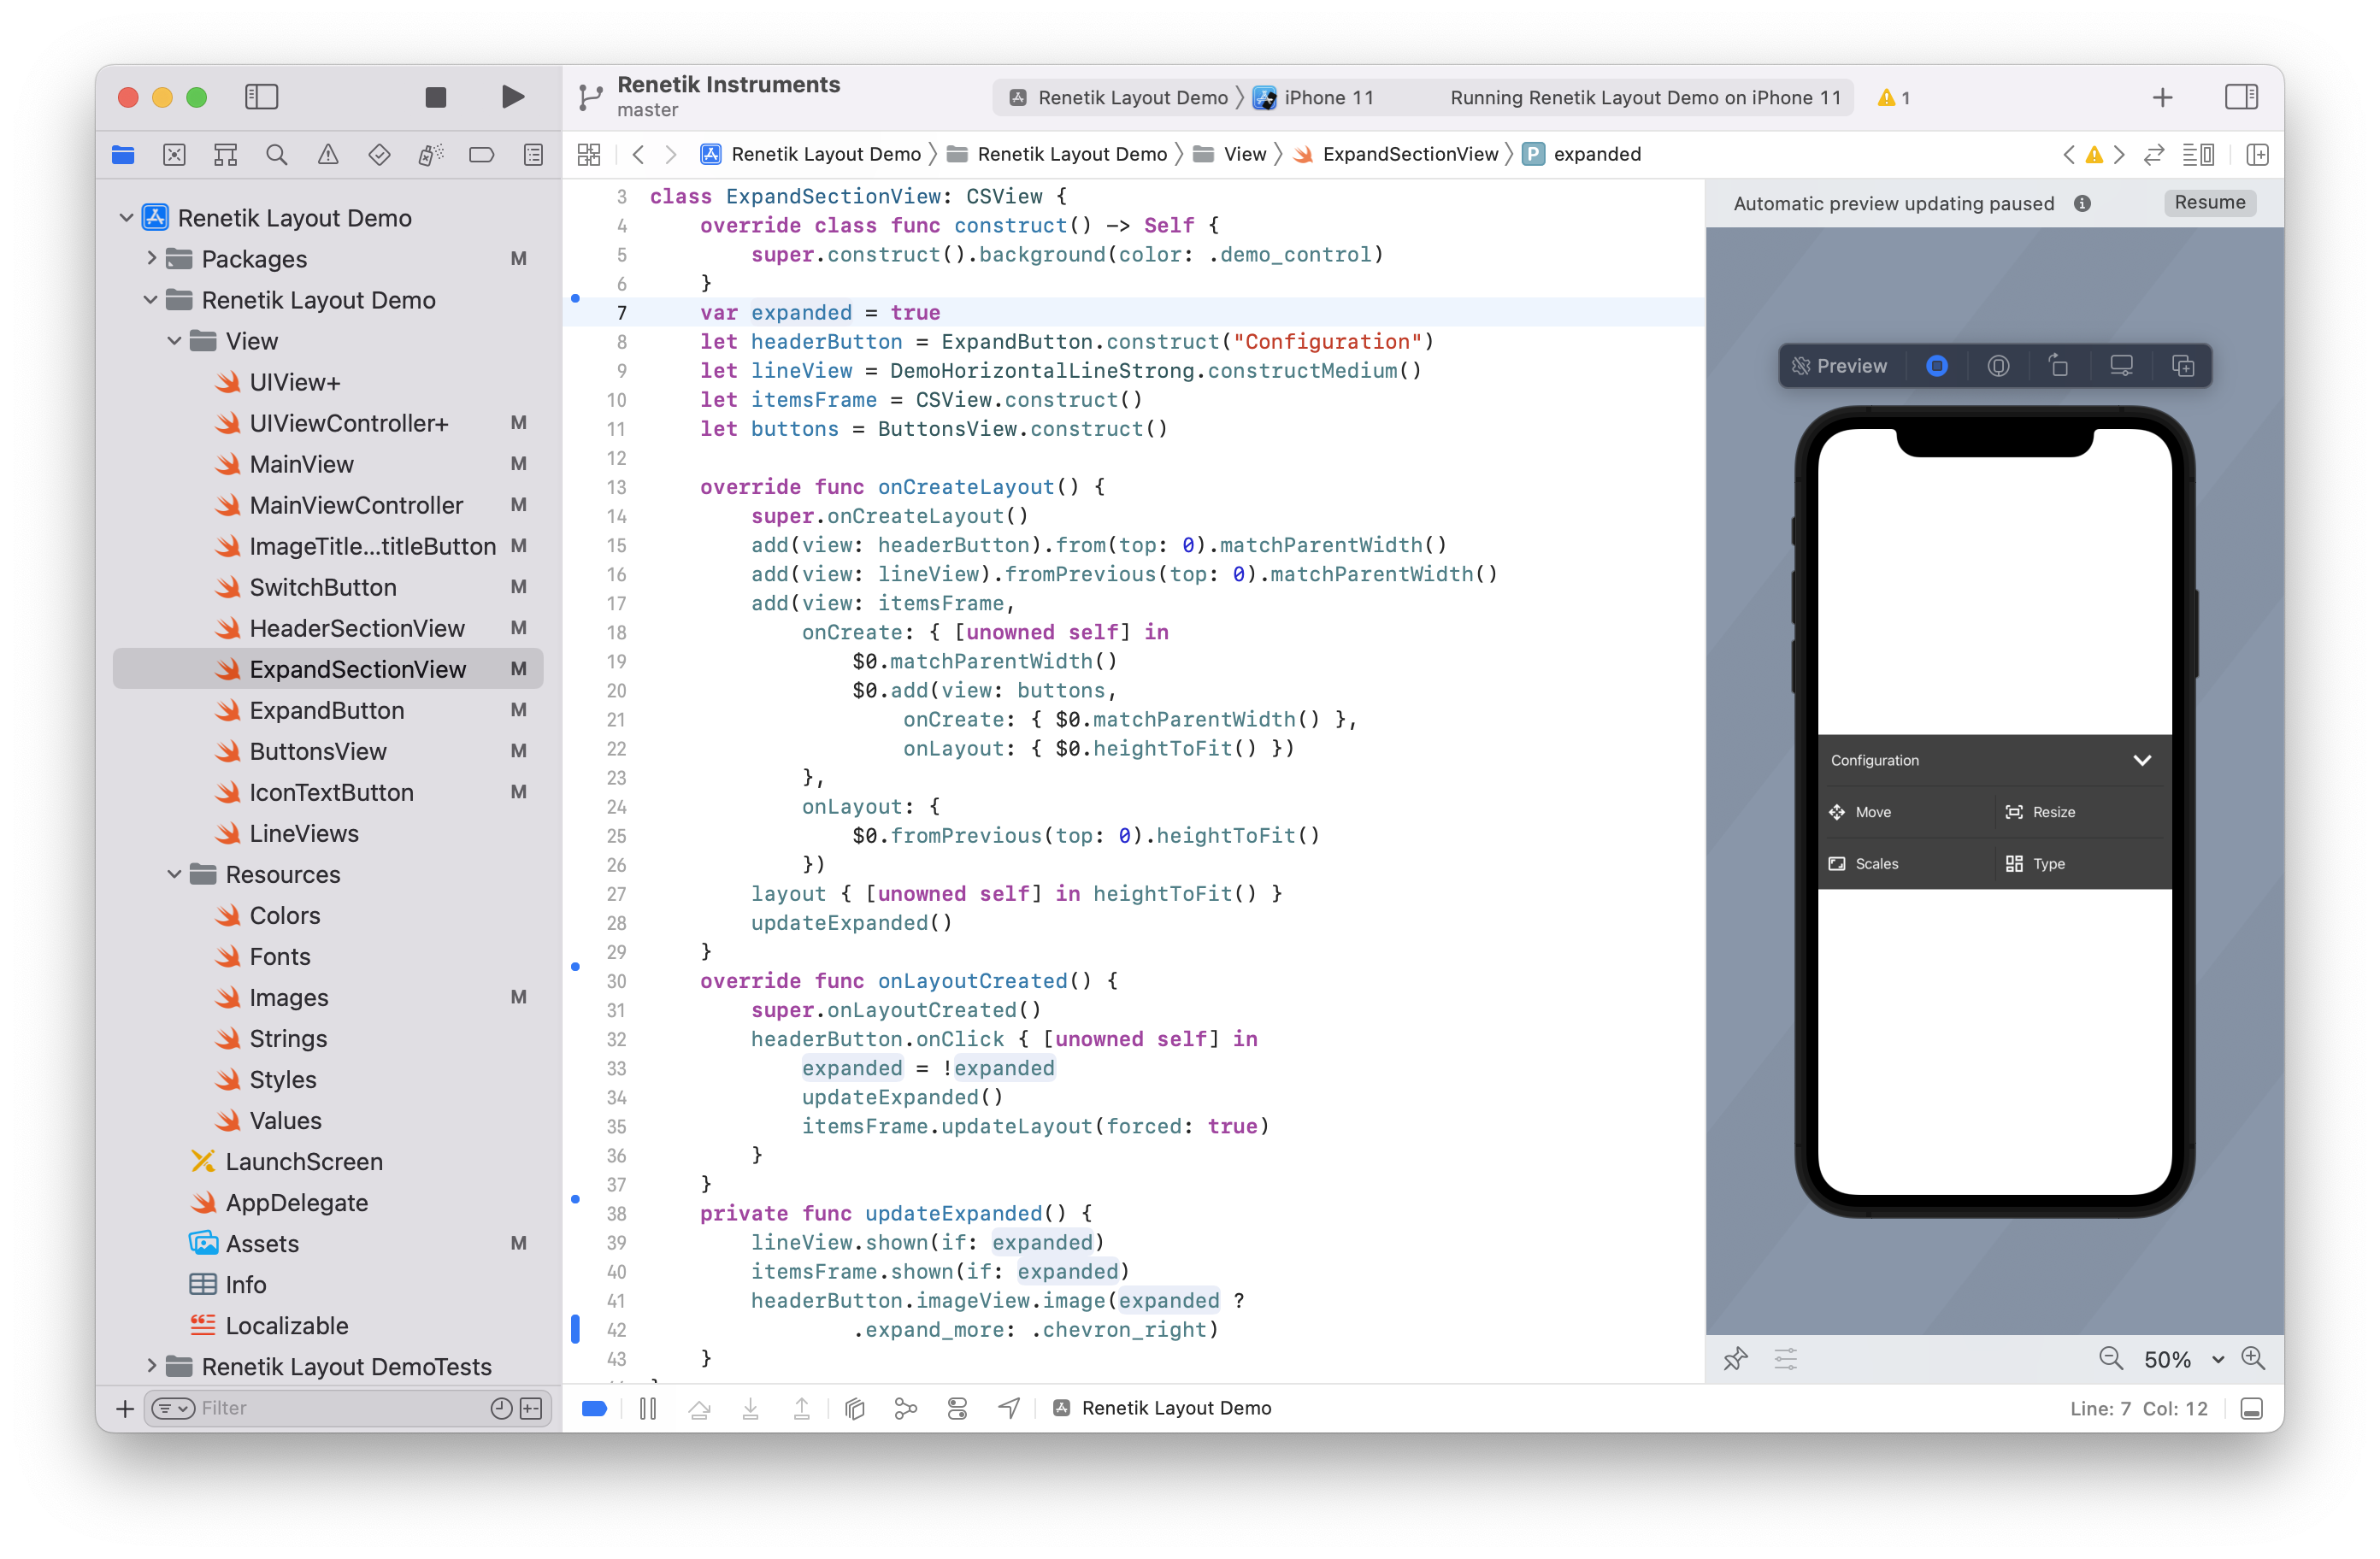 Renetik Instruments
master
Renetik Layout Demo
iPhone 11
Running Renetik Layout Demo on iPhone 11
1
Renetik Layout Demo
Renetik Layout Demo
View
ExpandSectionView
P
expanded
Renetik Layout Demo
Packages M
Renetik Layout Demo
View
UIView+
UIViewController+ M
MainView M
MainViewController M
ImageTitle...titleButton M
SwitchButton M
HeaderSectionView M
ExpandSectionView M
ExpandButton M
ButtonsView M
IconTextButton M
LineViews
Resources
Colors
Fonts
Images M
Strings
Styles
Values
LaunchScreen
AppDelegate
Assets M
Info
Localizable
Renetik Layout DemoTests
Filter
3 class ExpandSectionView: CSView {
4 override class func construct() -> Self {
5 super.construct().background(color: .demo_control)
6 }
7 var expanded = true
8 let headerButton = ExpandButton.construct("Configuration")
9 let lineView = DemoHorizontalLineStrong.constructMedium()
10 let itemsFrame = CSView.construct()
11 let buttons = ButtonsView.construct()
12
13 override func onCreateLayout() {
14 super.onCreateLayout()
15 add(view: headerButton).from(top: 0).matchParentWidth()
16 add(view: lineView).fromPrevious(top: 0).matchParentWidth()
17 add(view: itemsFrame,
18 onCreate: { [unowned self] in
19 $0.matchParentWidth()
20 $0.add(view: buttons,
21 onCreate: { $0.matchParentWidth() },
22 onLayout: { $0.heightToFit() })
23 },
24 onLayout: {
25 $0.fromPrevious(top: 0).heightToFit()
26 })
27 layout { [unowned self] in heightToFit() }
28 updateExpanded()
29 }
30 override func onLayoutCreated() {
31 super.onLayoutCreated()
32 headerButton.onClick { [unowned self] in
33 expanded = !expanded
34 updateExpanded()
35 itemsFrame.updateLayout(forced: true)
36 }
37 }
38 private func updateExpanded() {
39 lineView.shown(if: expanded)
40 itemsFrame.shown(if: expanded)
41 headerButton.imageView.image(expanded ?
42 .expand_more: .chevron_right)
43 }
Automatic preview updating paused
Resume
Preview
Configuration
Move
Resize
Scales
Type
50%
Renetik Layout Demo
Line: 7 Col: 12